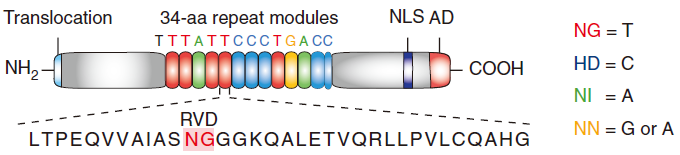 Translocation 34-aa repeat modules NLS AD
T T T A T T C C C T G A C C
NH2 COOH
RVD
LTPEQVVAIASNGGGKQALETVQRLLPVLCQAHG
NG = T
HD = C
NI = A
NN = G or A